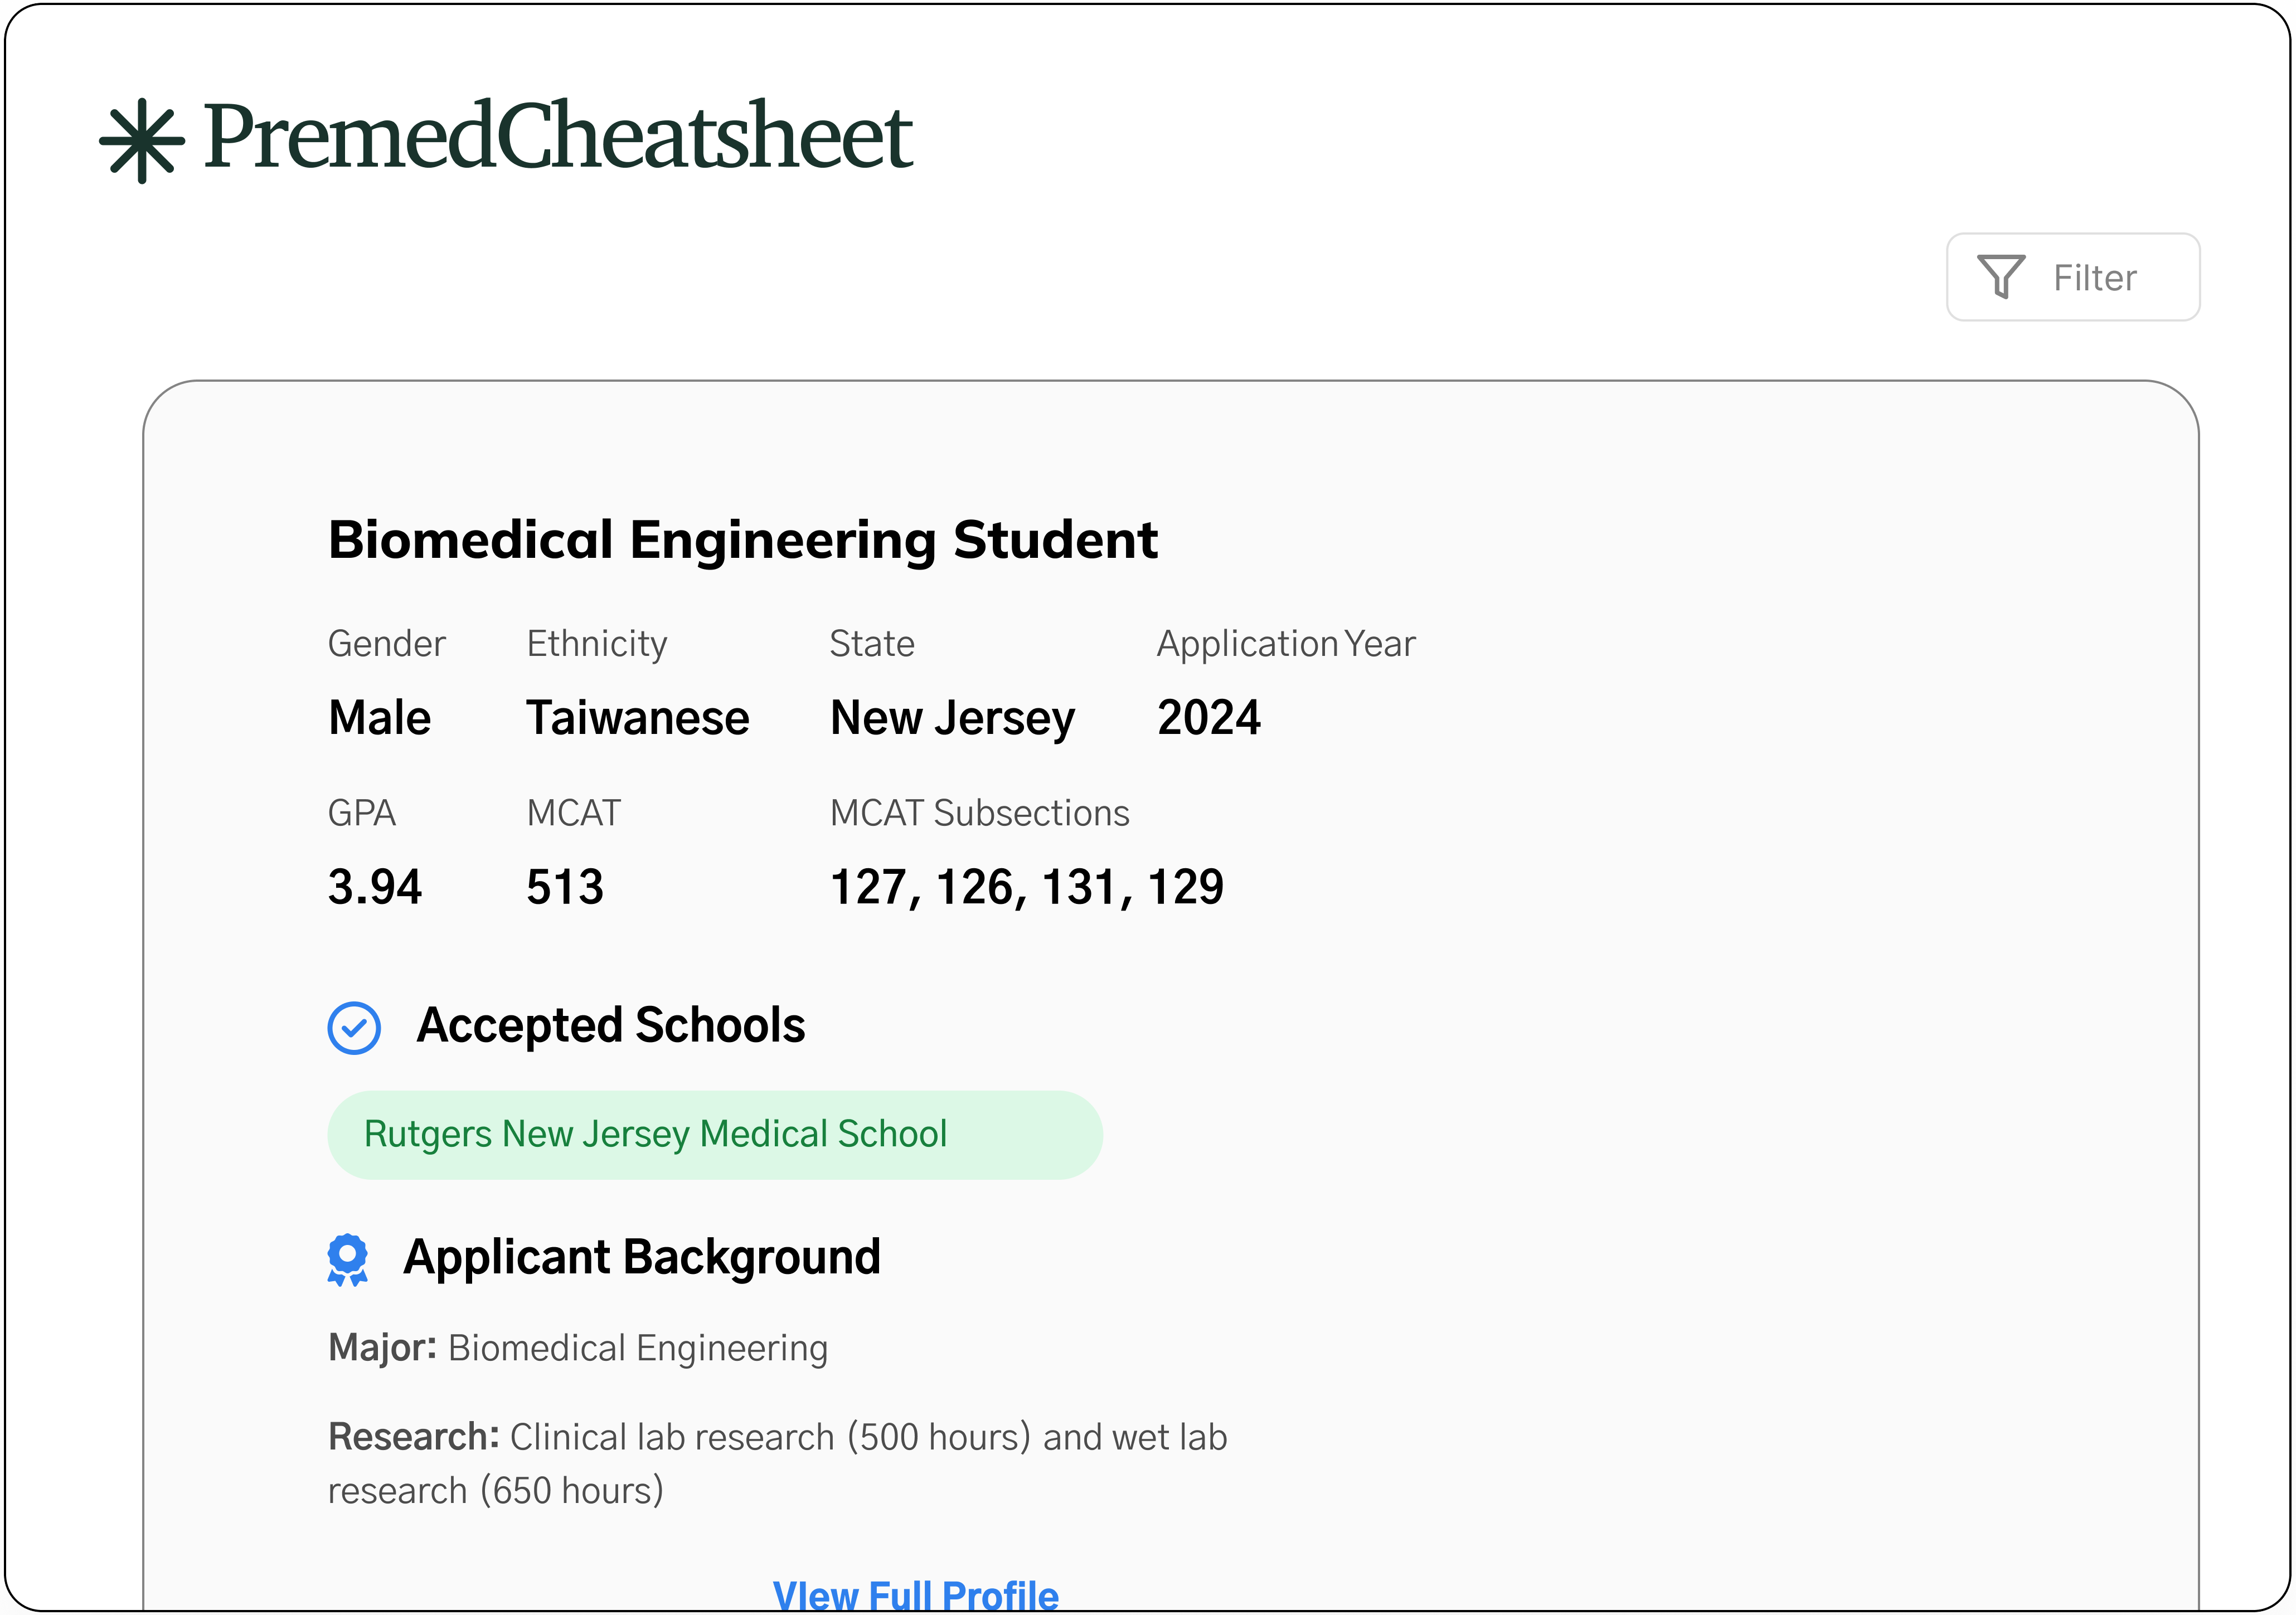 PremedCheatsheet
Filter
Biomedical Engineering Student
Gender Ethnicity State Application Year
Male Taiwanese New Jersey 2024
GPA MCAT MCAT Subsections
3.94 513 127, 126, 131, 129
Accepted Schools
Rutgers New Jersey Medical School
Applicant Background
Major: Biomedical Engineering
Research: Clinical lab research (500 hours) and wet lab
research (650 hours)
VIew Full Profile